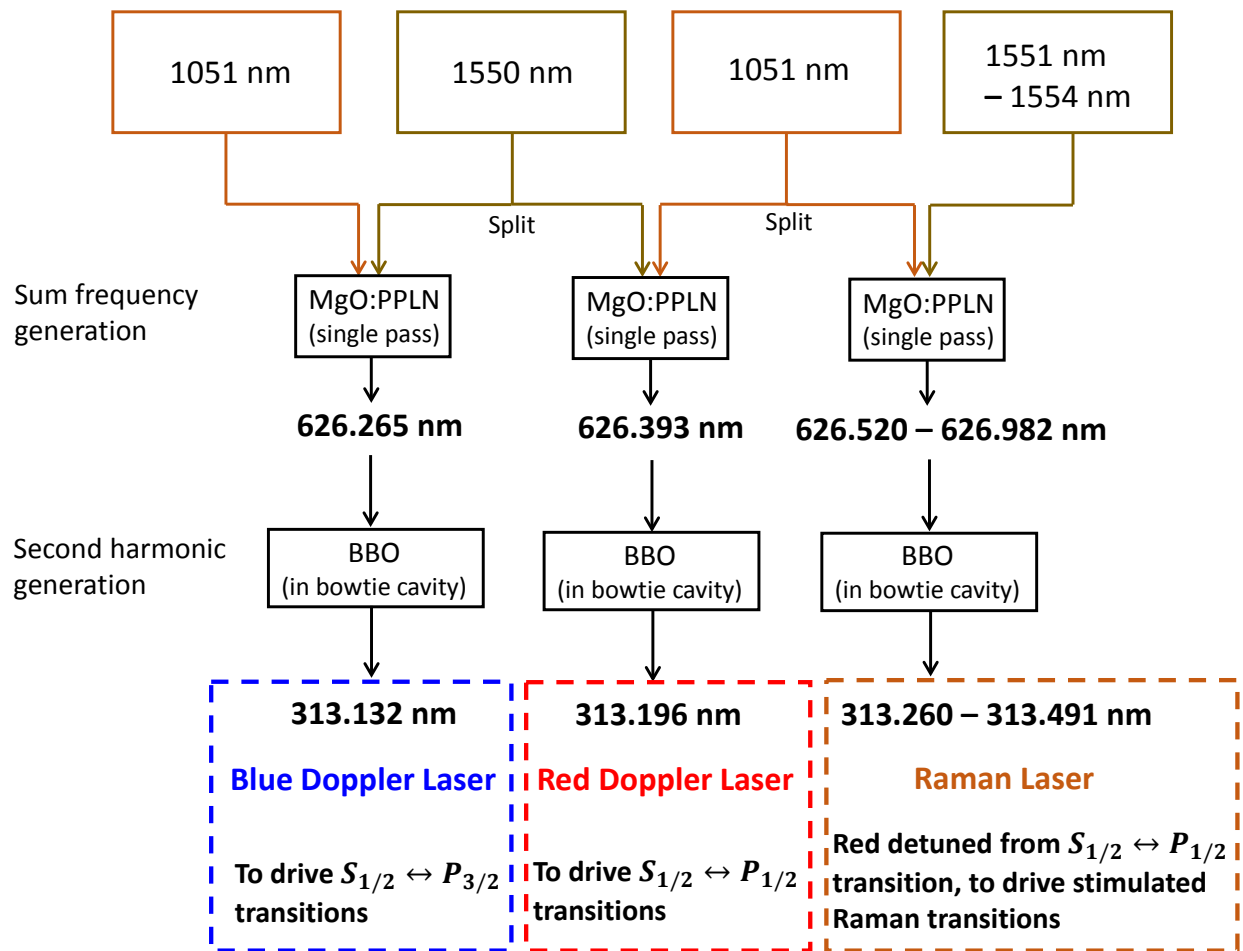 1051 nm
1550 nm
1051 nm
1551 nm
– 1554 nm
Split
Split
Sum frequency
generation
MgO:PPLN
(single pass)
MgO:PPLN
(single pass)
MgO:PPLN
(single pass)
626.265 nm
626.393 nm
626.520 – 626.982 nm
Second harmonic
generation
BBO
(in bowtie cavity)
BBO
(in bowtie cavity)
BBO
(in bowtie cavity)
313.132 nm
Blue Doppler Laser
To drive S1/2 ↔ P3/2
transitions
313.196 nm
Red Doppler Laser
To drive S1/2 ↔ P1/2
transitions
313.260 – 313.491 nm
Raman Laser
Red detuned from S1/2 ↔ P1/2
transition, to drive stimulated
Raman transitions